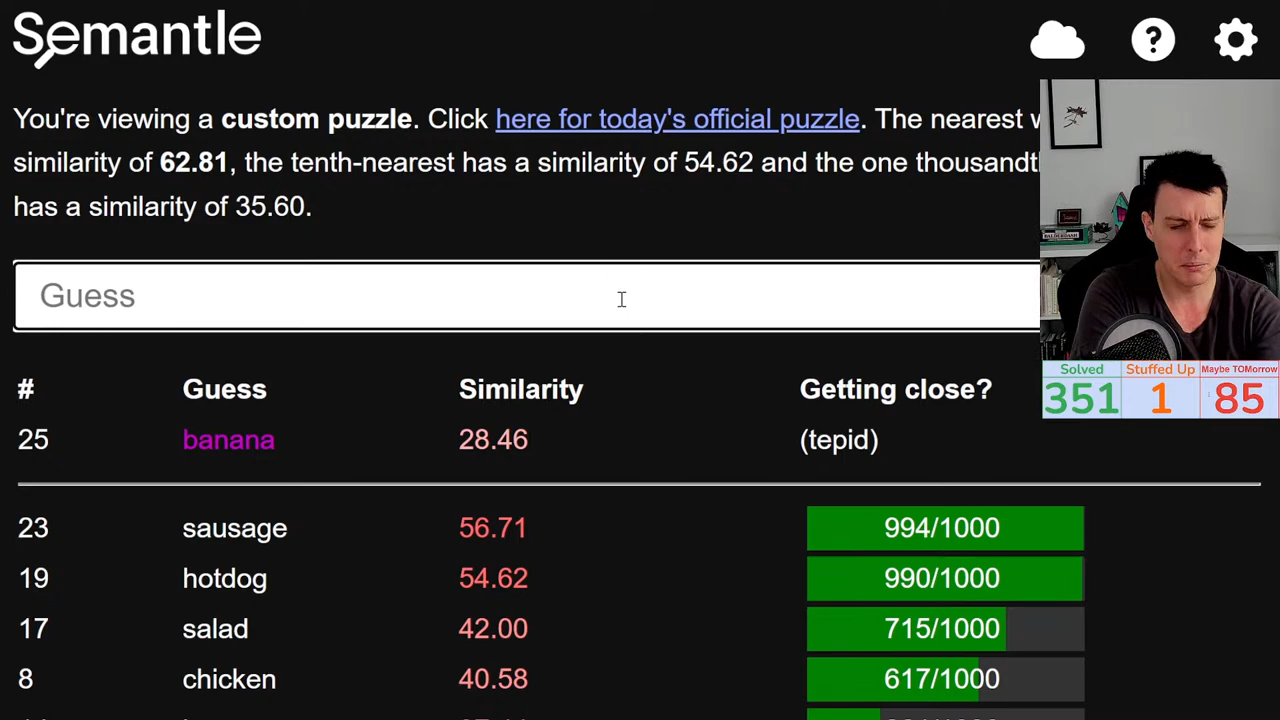 Semantle
You're viewing a custom puzzle. Click here for today's official puzzle. The nearest
similarity of 62.81, the tenth-nearest has a similarity of 54.62 and the one
has a similarity of 35.60.
Guess
Solved Stuffed Up Maybe TOMorrow
351 1 85
# Guess Similarity Getting close?
25 banana 28.46 (tepid)
23 sausage 56.71 994/1000
19 hotdog 54.62 990/1000
17 salad 42.00 715/1000
8 chicken 40.58 617/1000